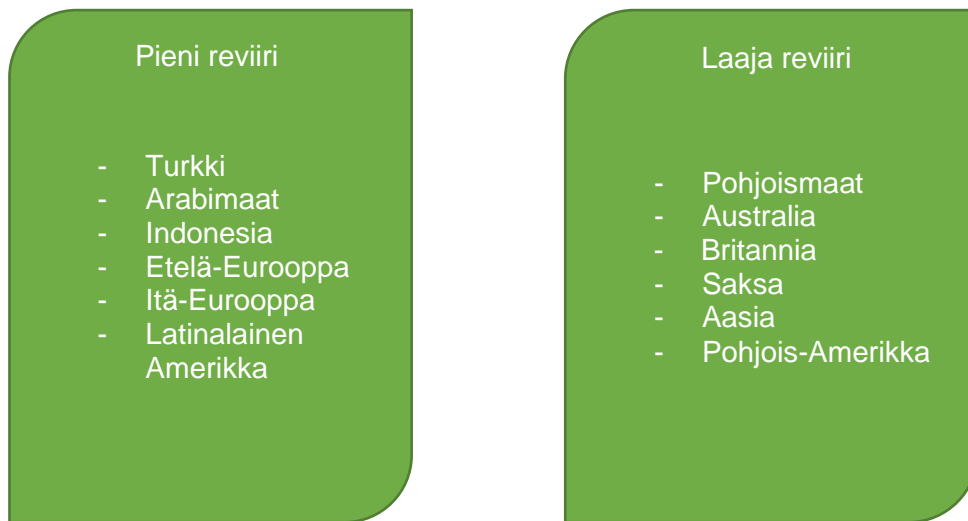 Pieni reviiri
- Turkki
- Arabimaat
- Indonesia
- Etelä-Eurooppa
- Itä-Eurooppa
- Latinalainen
Amerikka
Laaja reviiri
- Pohjoismaat
- Australia
- Britannia
- Saksa
- Aasia
- Pohjois-Amerikka